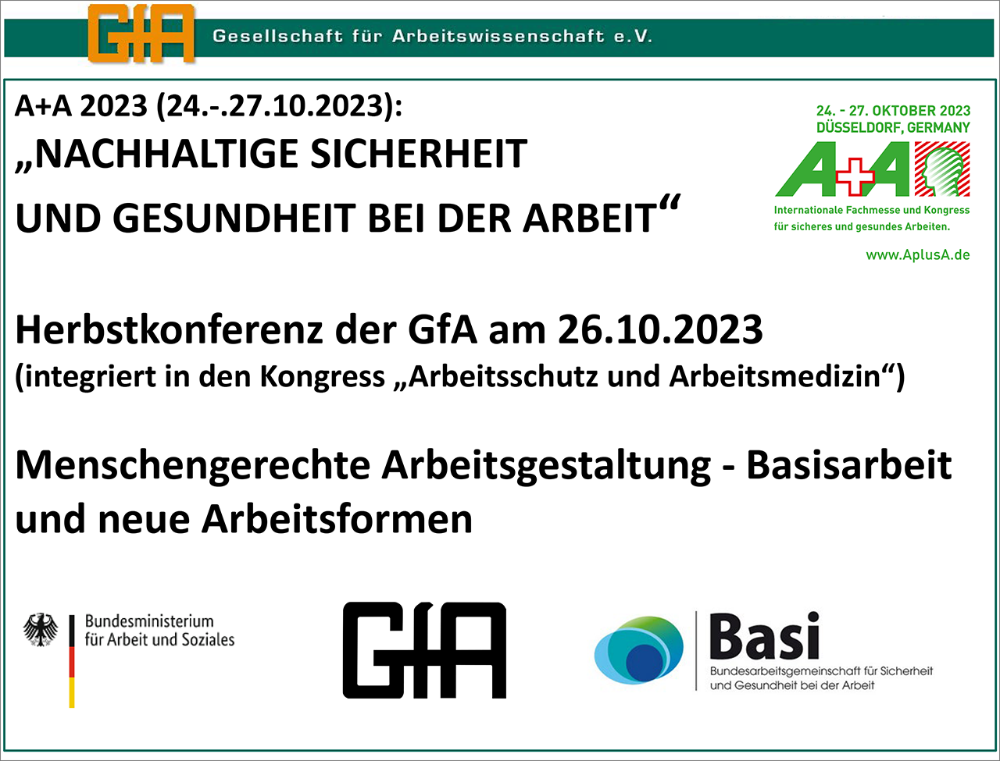 GfA Gesellschaft für Arbeitswissenschaft e.V.
A+A 2023 (24.-.27.10.2023):
„NACHHALTIGE SICHERHEIT
UND GESUNDHEIT BEI DER ARBEIT“
24. - 27. OKTOBER 2023
DÜSSELDORF, GERMANY
A+A
Internationale Fachmesse und Kongress
für sicheres und gesundes Arbeiten.
www.AplusA.de
Herbstkonferenz der GfA am 26.10.2023
(integriert in den Kongress „Arbeitsschutz und Arbeitsmedizin“)
Menschengerechte Arbeitsgestaltung - Basisarbeit
und neue Arbeitsformen
Bundesministerium
für Arbeit und Soziales
GfA
Basi
Bundesarbeitsgemeinschaft für Sicherheit
und Gesundheit bei der Arbeit